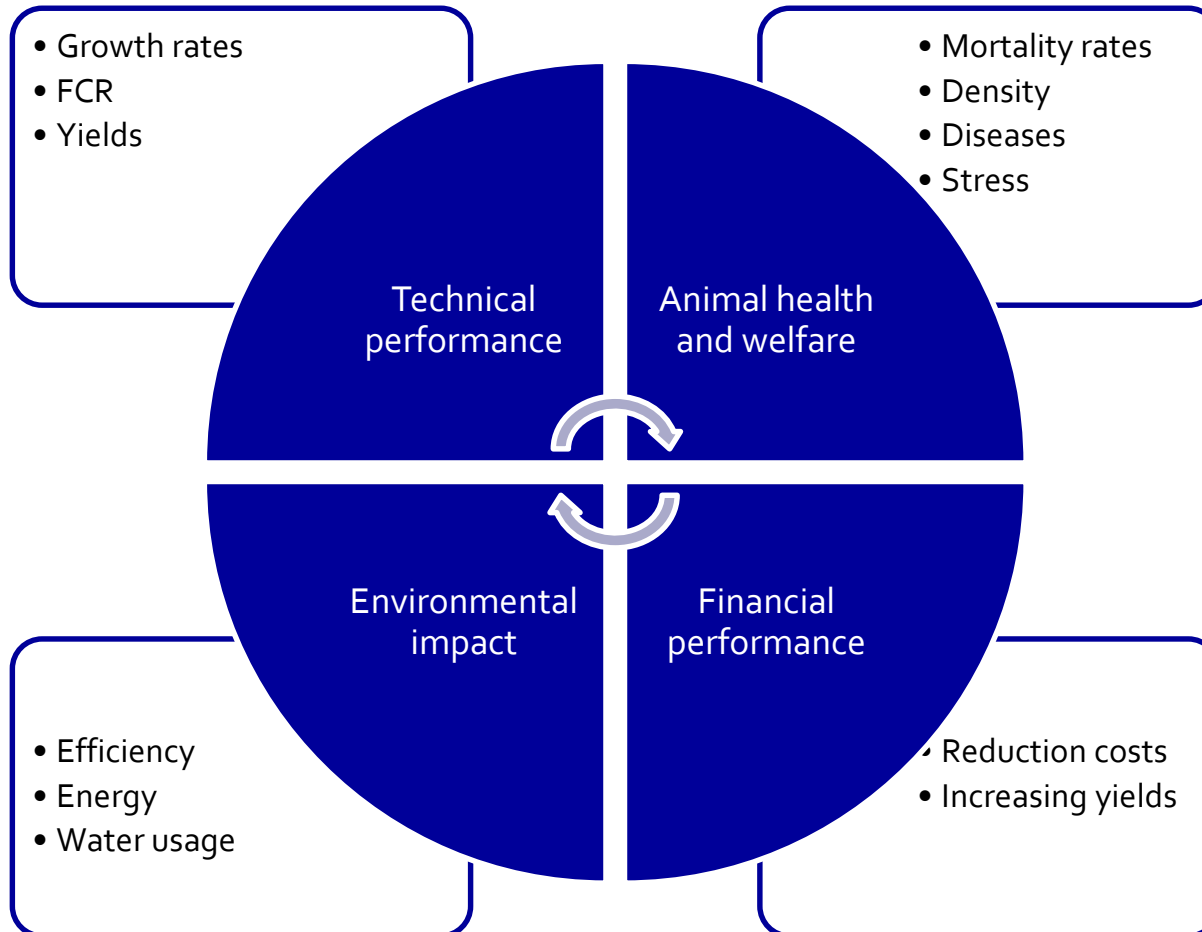 • Growth rates
• FCR
• Yields
• Mortality rates
• Density
• Diseases
• Stress
Technical
performance
Animal health
and welfare
Environmental
impact
Financial
performance
• Efficiency
• Energy
• Water usage
• Reduction costs
• Increasing yields